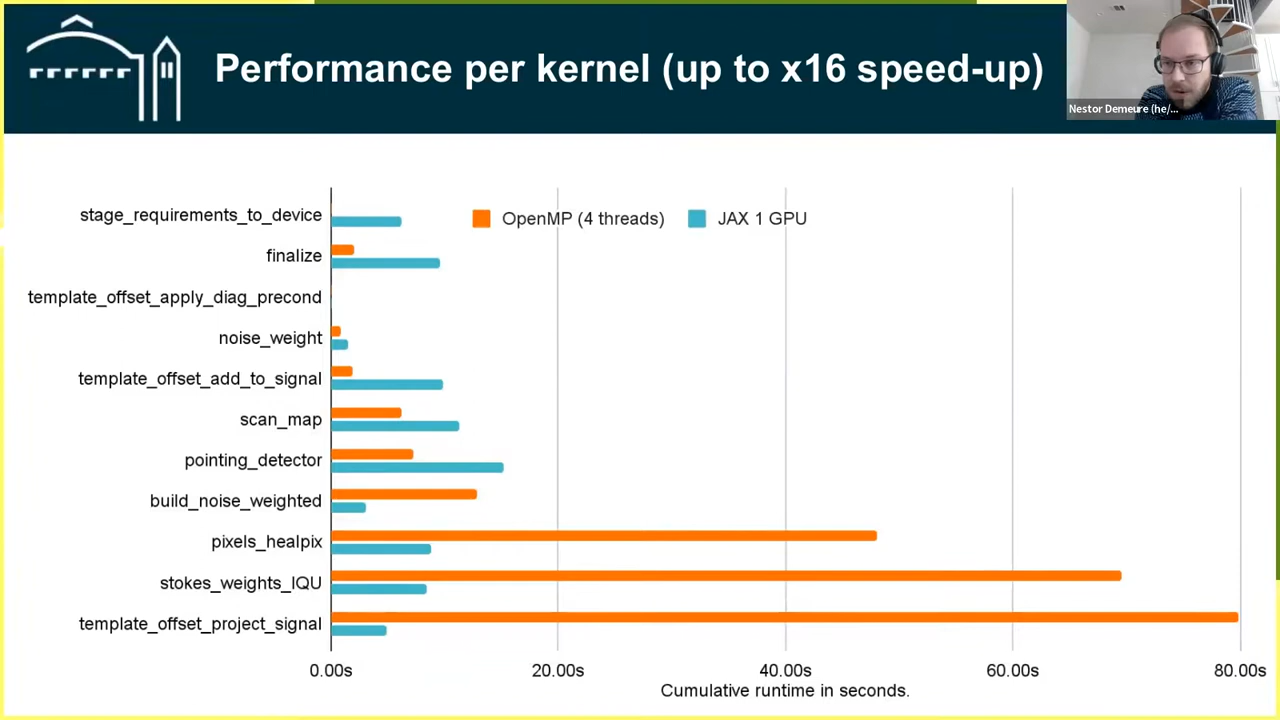 Performance per kernel (up to x16 speed-up)
Nestor Demeure (he/...
OpenMP (4 threads)
JAX 1 GPU
stage_requirements_to_device
finalize
template_offset_apply_diag_precond
noise_weight
template_offset_add_to_signal
scan_map
pointing_detector
build_noise_weighted
pixels_healpix
stokes_weights_IQU
template_offset_project_signal
0.00s 20.00s 40.00s 60.00s 80.00s
Cumulative runtime in seconds.